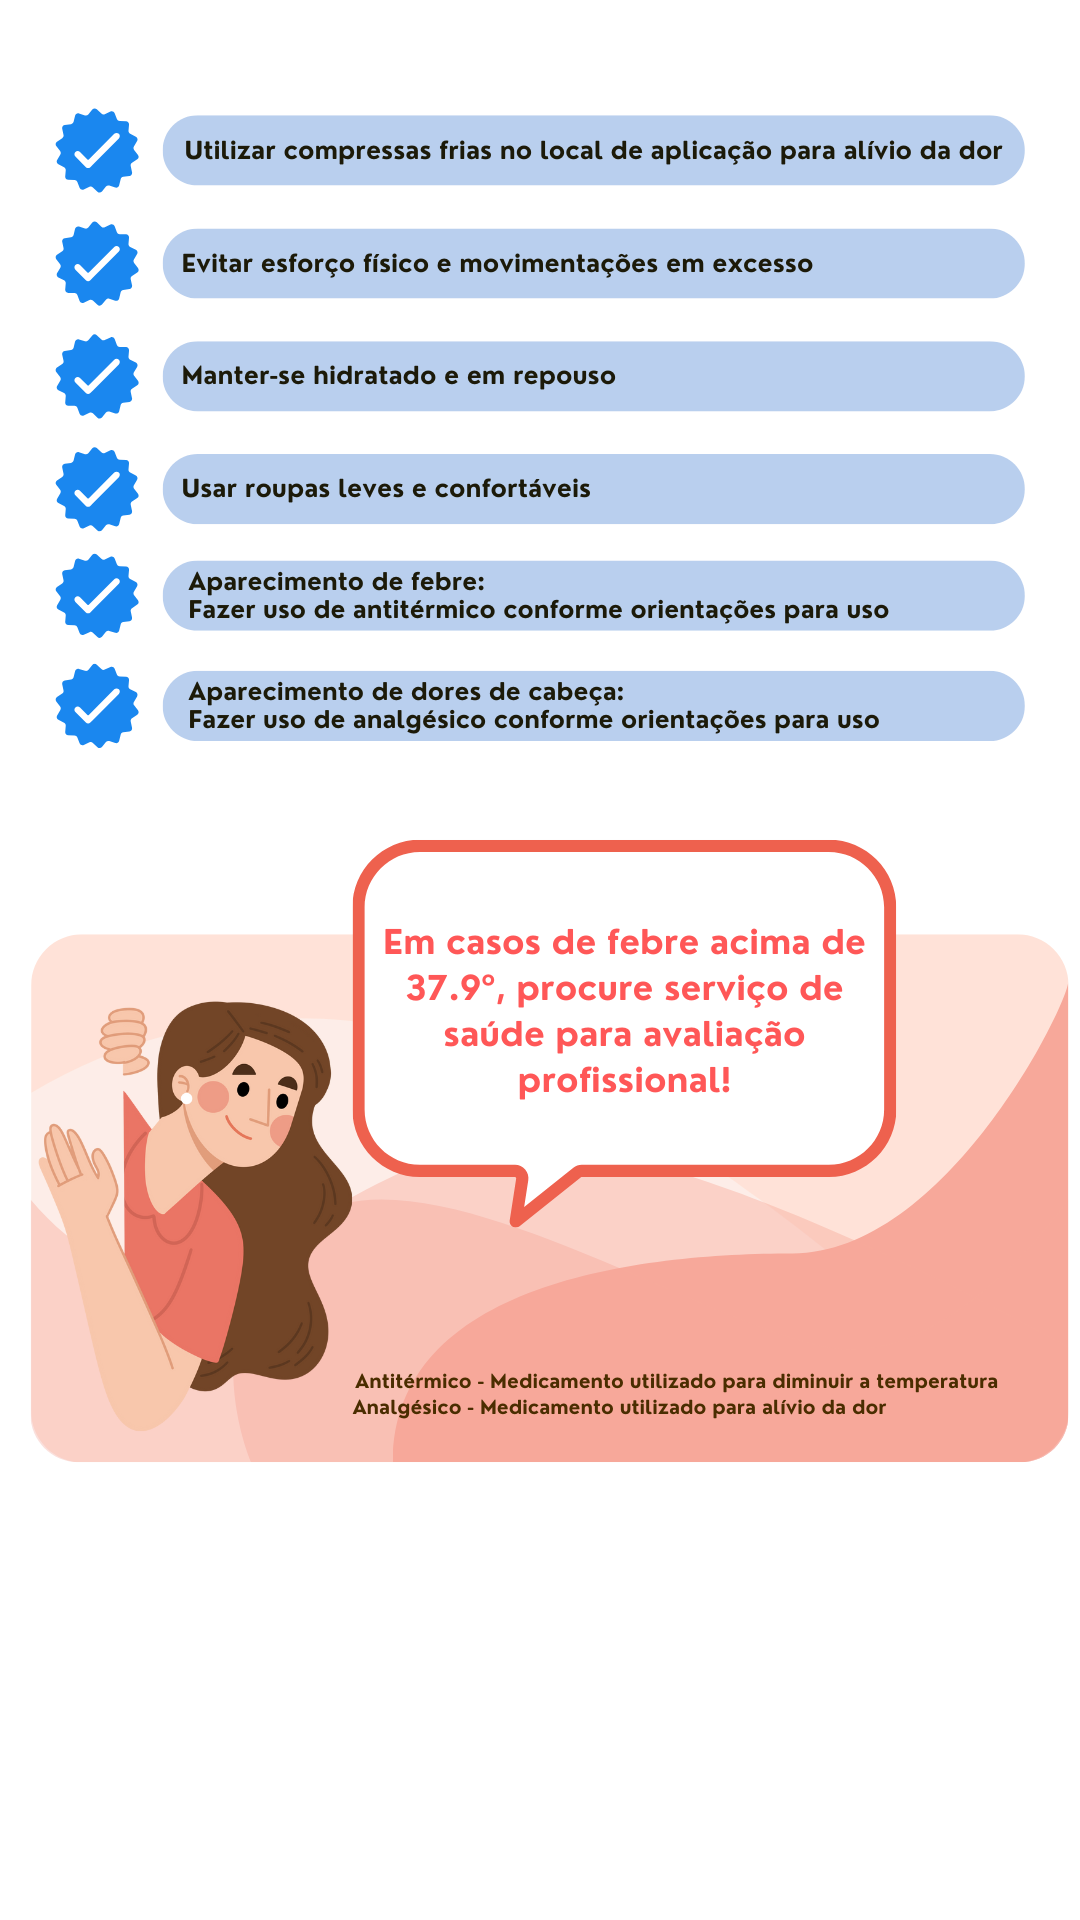 Utilizar compressas frias no local de aplicação para alívio da dor
Evitar esforço físico e movimentações em excesso
Manter-se hidratado e em repouso
Usar roupas leves e confortáveis
Aparecimento de febre:
Fazer uso de antitérmico conforme orientações para uso
Aparecimento de dores de cabeça:
Fazer uso de analgésico conforme orientações para uso
Em casos de febre acima de
37.9º, procure serviço de
saúde para avaliação
profissional!
Antitérmico - Medicamento utilizado para diminuir a temperatura
Analgésico - Medicamento utilizado para alívio da dor